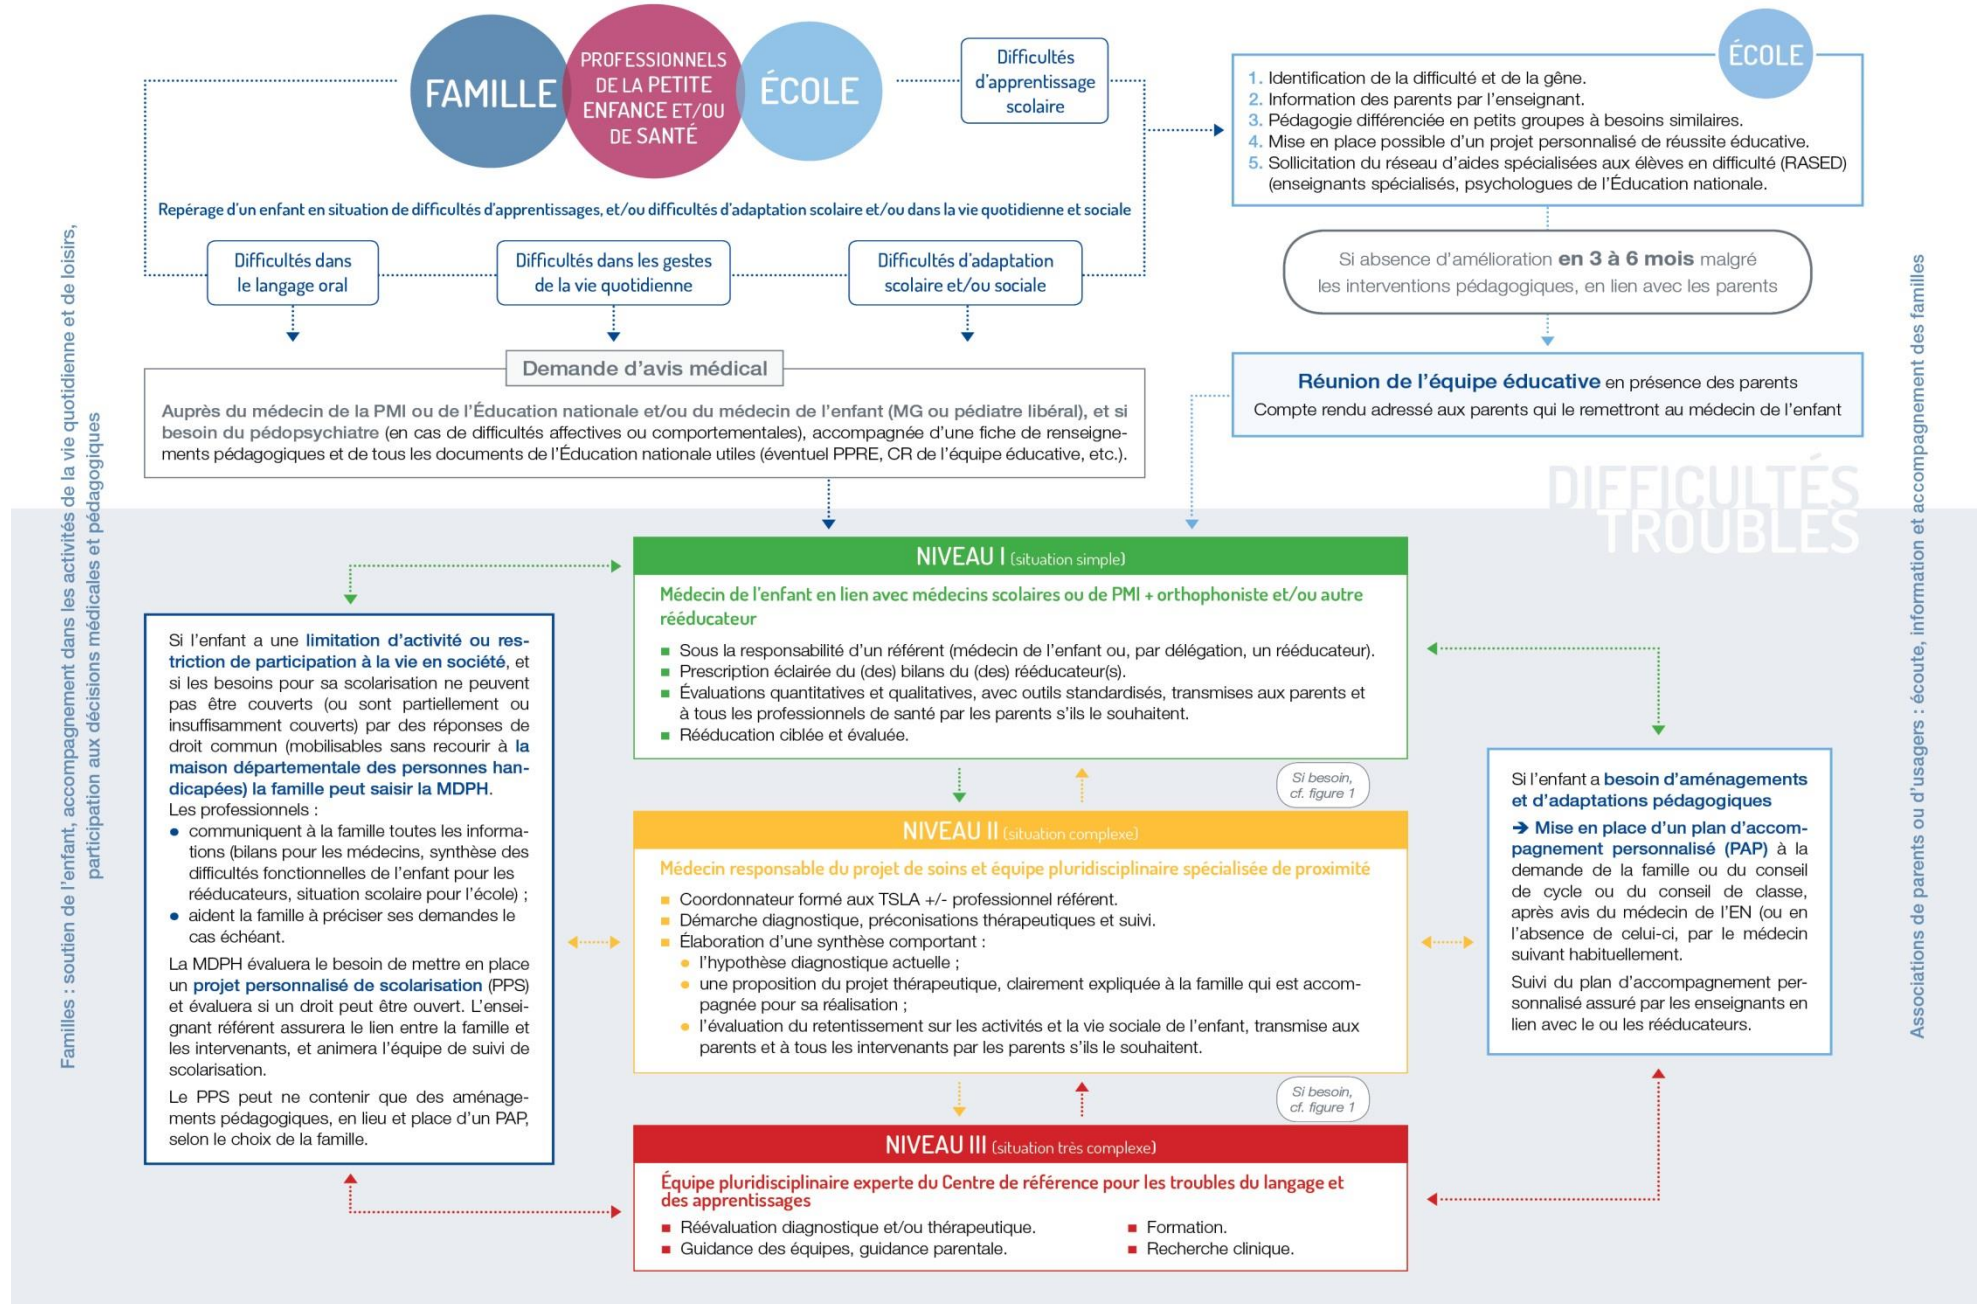 FAMILLE
PROFESSIONNELS
DE LA PETITE
ENFANCE ET/OU
DE SANTÉ
ÉCOLE
Difficultés
d'apprentissage
scolaire
ÉCOLE
1. Identification de la difficulté et de la gêne.
2. Information des parents par l'enseignant.
3. Pédagogie différenciée en petits groupes à besoins similaires.
4. Mise en place possible d'un projet personnalisé de réussite éducative.
5. Sollicitation du réseau d'aides spécialisées aux élèves en difficulté (RASED)
(enseignants spécialisés, psychologues de l'Éducation nationale.
Repérage d'un enfant en situation de difficultés d'apprentissages, et/ou difficultés d'adaptation scolaire et/ou dans la vie quotidienne et sociale
Difficultés dans
le langage oral
Difficultés dans les gestes
de la vie quotidienne
Difficultés d'adaptation
scolaire et/ou sociale
Si absence d'amélioration en 3 à 6 mois malgré
les interventions pédagogiques, en lien avec les parents
Demande d'avis médical
Auprès du médecin de la PMI ou de l'Éducation nationale et/ou du médecin de l'enfant (MG ou pédiatre libéral), et si
besoin du pédopsychiatre (en cas de difficultés affectives ou comportementales), accompagnée d'une fiche de renseigne-
ments pédagogiques et de tous les documents de l'Éducation nationale utiles (éventuel PPRE, CR de l'équipe éducative, etc.).
Réunion de l'équipe éducative en présence des parents
Compte rendu adressé aux parents qui le remettront au médecin de l'enfant
DIFFICULTÉS
TROUBLES
Familles : soutien de l'enfant, accompagnement dans les activités de la vie quotidienne et de loisirs,
participation aux décisions médicales et pédagogiques
Si l'enfant a une limitation d'activité ou res-
triction de participation à la vie en société, et
si les besoins pour sa scolarisation ne peuvent
pas être couverts (ou sont partiellement ou
insuffisamment couverts) par des réponses de
droit commun (mobilisables sans recourir à la
maison départementale des personnes han-
dicapées) la famille peut saisir la MDPH.
Les professionnels :
• communiquent à la famille toutes les informa-
tions (bilans pour les médecins, synthèse des
difficultés fonctionnelles de l'enfant pour les
rééducateurs, situation scolaire pour l'école) ;
• aident la famille à préciser ses demandes le
cas échéant.
La MDPH évaluera le besoin de mettre en place
un projet personnalisé de scolarisation (PPS)
et évaluera si un droit peut être ouvert. L'ensei-
gnant référent assurera le lien entre la famille et
les intervenants, et animera l'équipe de suivi de
scolarisation.
Le PPS peut ne contenir que des aménage-
ments pédagogiques, en lieu et place d'un PAP,
selon le choix de la famille.
NIVEAU I (situation simple)
Médecin de l'enfant en lien avec médecins scolaires ou de PMI + orthophoniste et/ou autre
rééducateur
■ Sous la responsabilité d'un référent (médecin de l'enfant ou, par délégation, un rééducateur).
■ Prescription éclairée du (des) bilans du (des) rééducateur(s).
■ Évaluations quantitatives et qualitatives, avec outils standardisés, transmises aux parents et
à tous les professionnels de santé par les parents s'ils le souhaitent.
■ Rééducation ciblée et évaluée.
Si besoin,
cf. figure 1
NIVEAU II (situation complexe)
Médecin responsable du projet de soins et équipe pluridisciplinaire spécialisée de proximité
■ Coordonnateur formé aux TSLA +/- professionnel référent.
■ Démarche diagnostique, préconisations thérapeutiques et suivi.
■ Élaboration d'une synthèse comportant :
• l'hypothèse diagnostique actuelle ;
• une proposition du projet thérapeutique, clairement expliquée à la famille qui est accom-
pagnée pour sa réalisation ;
• l'évaluation du retentissement sur les activités et la vie sociale de l'enfant, transmise aux
parents et à tous les intervenants par les parents s'ils le souhaitent.
Si besoin,
cf. figure 1
NIVEAU III (situation très complexe)
Équipe pluridisciplinaire experte du Centre de référence pour les troubles du langage et
des apprentissages
■ Réévaluation diagnostique et/ou thérapeutique.
■ Guidance des équipes, guidance parentale.
■ Formation.
■ Recherche clinique.
Si l'enfant a besoin d'aménagements
et d'adaptations pédagogiques
➔ Mise en place d'un plan d'accom-
pagnement personnalisé (PAP) à la
demande de la famille ou du conseil
de cycle ou du conseil de classe,
après avis du médecin de l'EN (ou en
l'absence de celui-ci, par le médecin
suivant habituellement.
Suivi du plan d'accompagnement per-
sonnalisé assuré par les enseignants en
lien avec le ou les rééducateurs.
Associations de parents ou d'usagers : écoute, information et accompagnement des familles